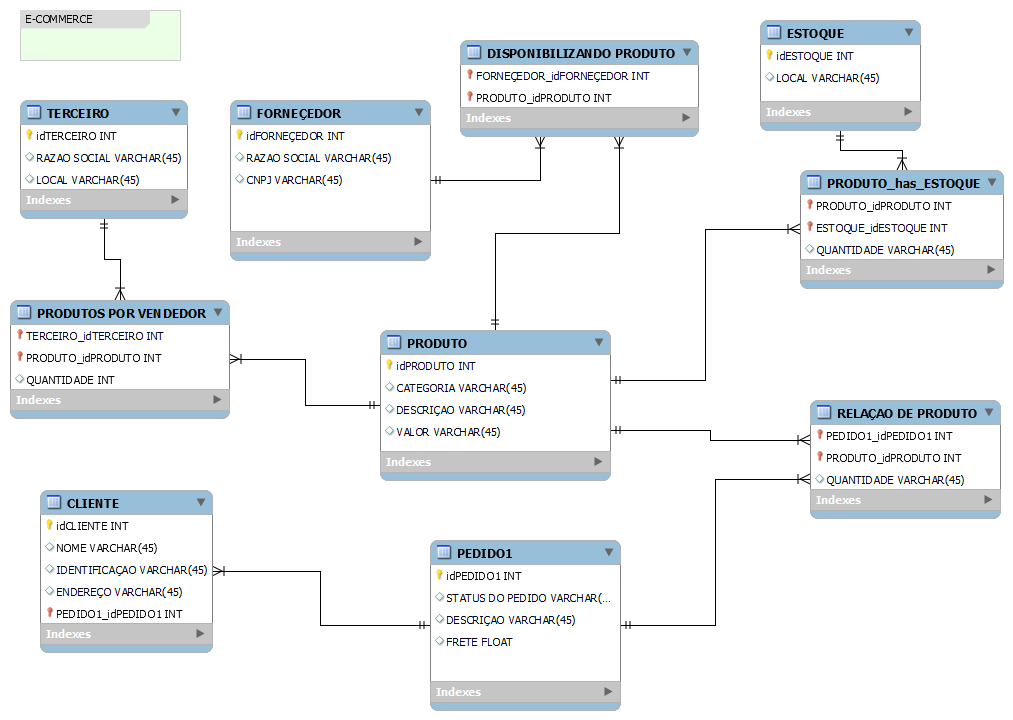 E-COMMERCE
TERCEIRO
idTERCEIRO INT
RAZAO SOCIAL VARCHAR(45)
LOCAL VARCHAR(45)
Indexes
FORNEÇEDOR
idFORNEÇEDOR INT
RAZAO SOCIAL VARCHAR(45)
CNPJ VARCHAR(45)
Indexes
DISPONIBILIZANDO PRODUTO
FORNEÇEDOR_idFORNEÇEDOR INT
PRODUTO_idPRODUTO INT
Indexes
ESTOQUE
idESTOQUE INT
LOCAL VARCHAR(45)
Indexes
PRODUTO_has_ESTOQUE
PRODUTO_idPRODUTO INT
ESTOQUE_idESTOQUE INT
QUANTIDADE VARCHAR(45)
Indexes
PRODUTOS POR VENDEDOR
TERCEIRO_idTERCEIRO INT
PRODUTO_idPRODUTO INT
QUANTIDADE INT
Indexes
PRODUTO
idPRODUTO INT
CATEGORIA VARCHAR(45)
DESCRIÇAO VARCHAR(45)
VALOR VARCHAR(45)
Indexes
RELAÇAO DE PRODUTO
PEDIDO1_idPEDIDO1 INT
PRODUTO_idPRODUTO INT
QUANTIDADE VARCHAR(45)
Indexes
CLIENTE
idCLIENTE INT
NOME VARCHAR(45)
IDENTIFICAÇAO VARCHAR(45)
ENDEREÇO VARCHAR(45)
PEDIDO1_idPEDIDO1 INT
Indexes
PEDIDO1
idPEDIDO1 INT
STATUS DO PEDIDO VARCHAR(...
DESCRIÇAO VARCHAR(45)
FRETE FLOAT
Indexes